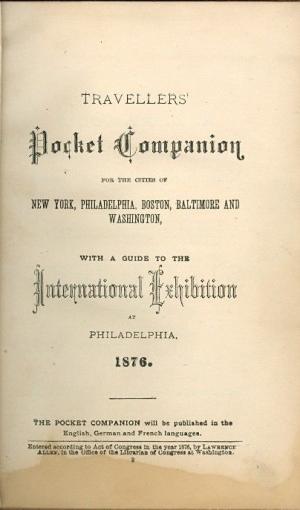 TRAVELLERS'
Pocket Companion
FOR THE CITIES OF
NEW YORK, PHILADELPHIA, BOSTON, BALTIMORE AND
WASHINGTON,
WITH A GUIDE TO THE
International Exhibition
AT
PHILADELPHIA,
1876.
THE POCKET COMPANION will be published in the
English, German and French languages.
Entered according to Act of Congress in the year 1876, by LAWRENCE
ALLEN, in the Office of the Librarian of Congress at Washington.
2